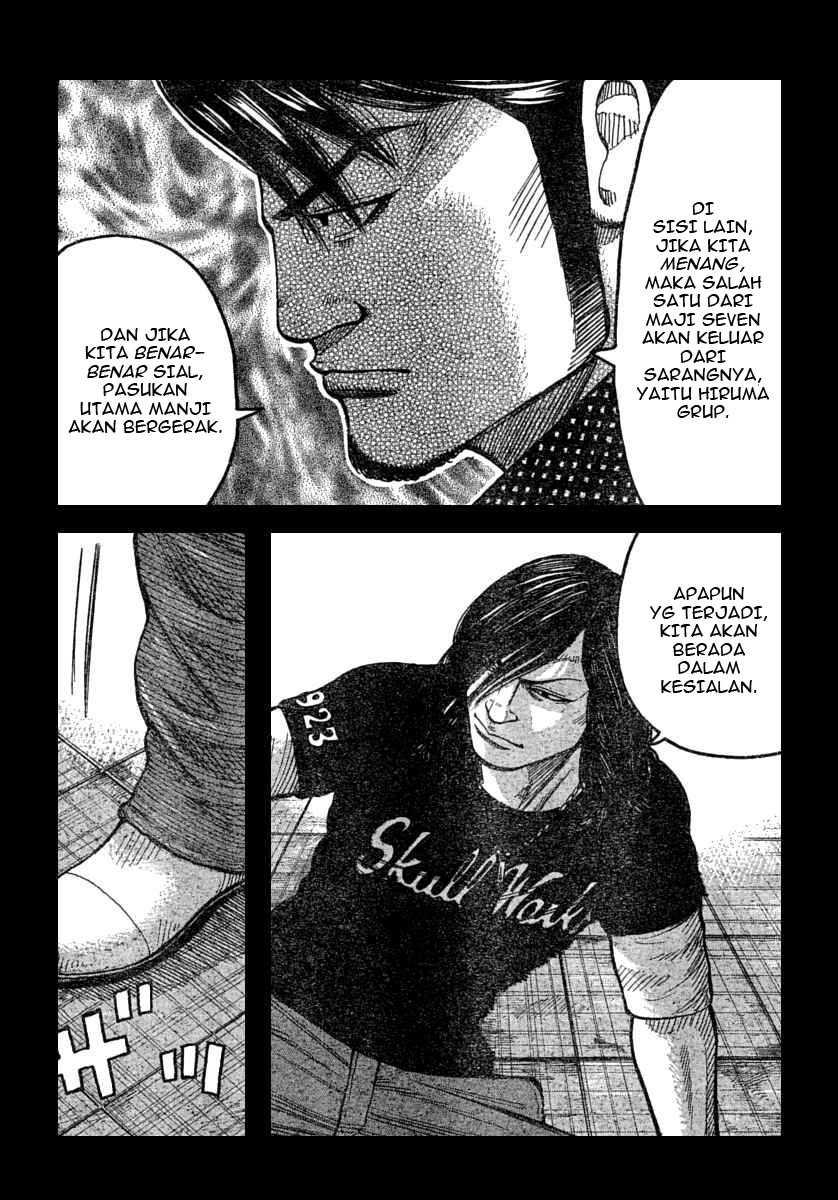 DI
SISI LAIN,
JIKA KITA
MENANG,
MAKA SALAH
SATU DARI
MAJI SEVEN
AKAN KELUAR
DARI
SARANGNYA,
YAITU HIRUMA
GRUP.
DAN JIKA
KITA BENAR-
BENAR SIAL,
PASUKAN
UTAMA MANJI
AKAN BERGERAK.
APAPUN
YG TERJADI,
KITA AKAN
BERADA
DALAM
KESIALAN.
923
Skull Work
ザッ